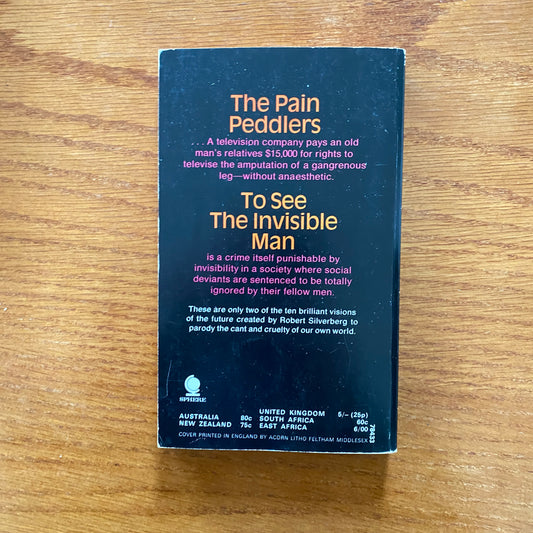 The Pain
Peddlers
. . . A television company pays an old
man's relatives $15,000 for rights to
televise the amputation of a gangrenous
leg—without anaesthetic.
To See
The Invisible
Man
is a crime itself punishable by
invisibility in a society where social
deviants are sentenced to be totally
ignored by their fellow men.
These are only two of the ten brilliant visions
of the future created by Robert Silverberg to
parody the cant and cruelty of our own world.
SPHERE
AUSTRALIA 80c
NEW ZEALAND 75c
UNITED KINGDOM 5/– (25p)
SOUTH AFRICA 60c
EAST AFRICA 6/00
79433
COVER PRINTED IN ENGLAND BY ACORN LITHO FELTHAM MIDDLESEX